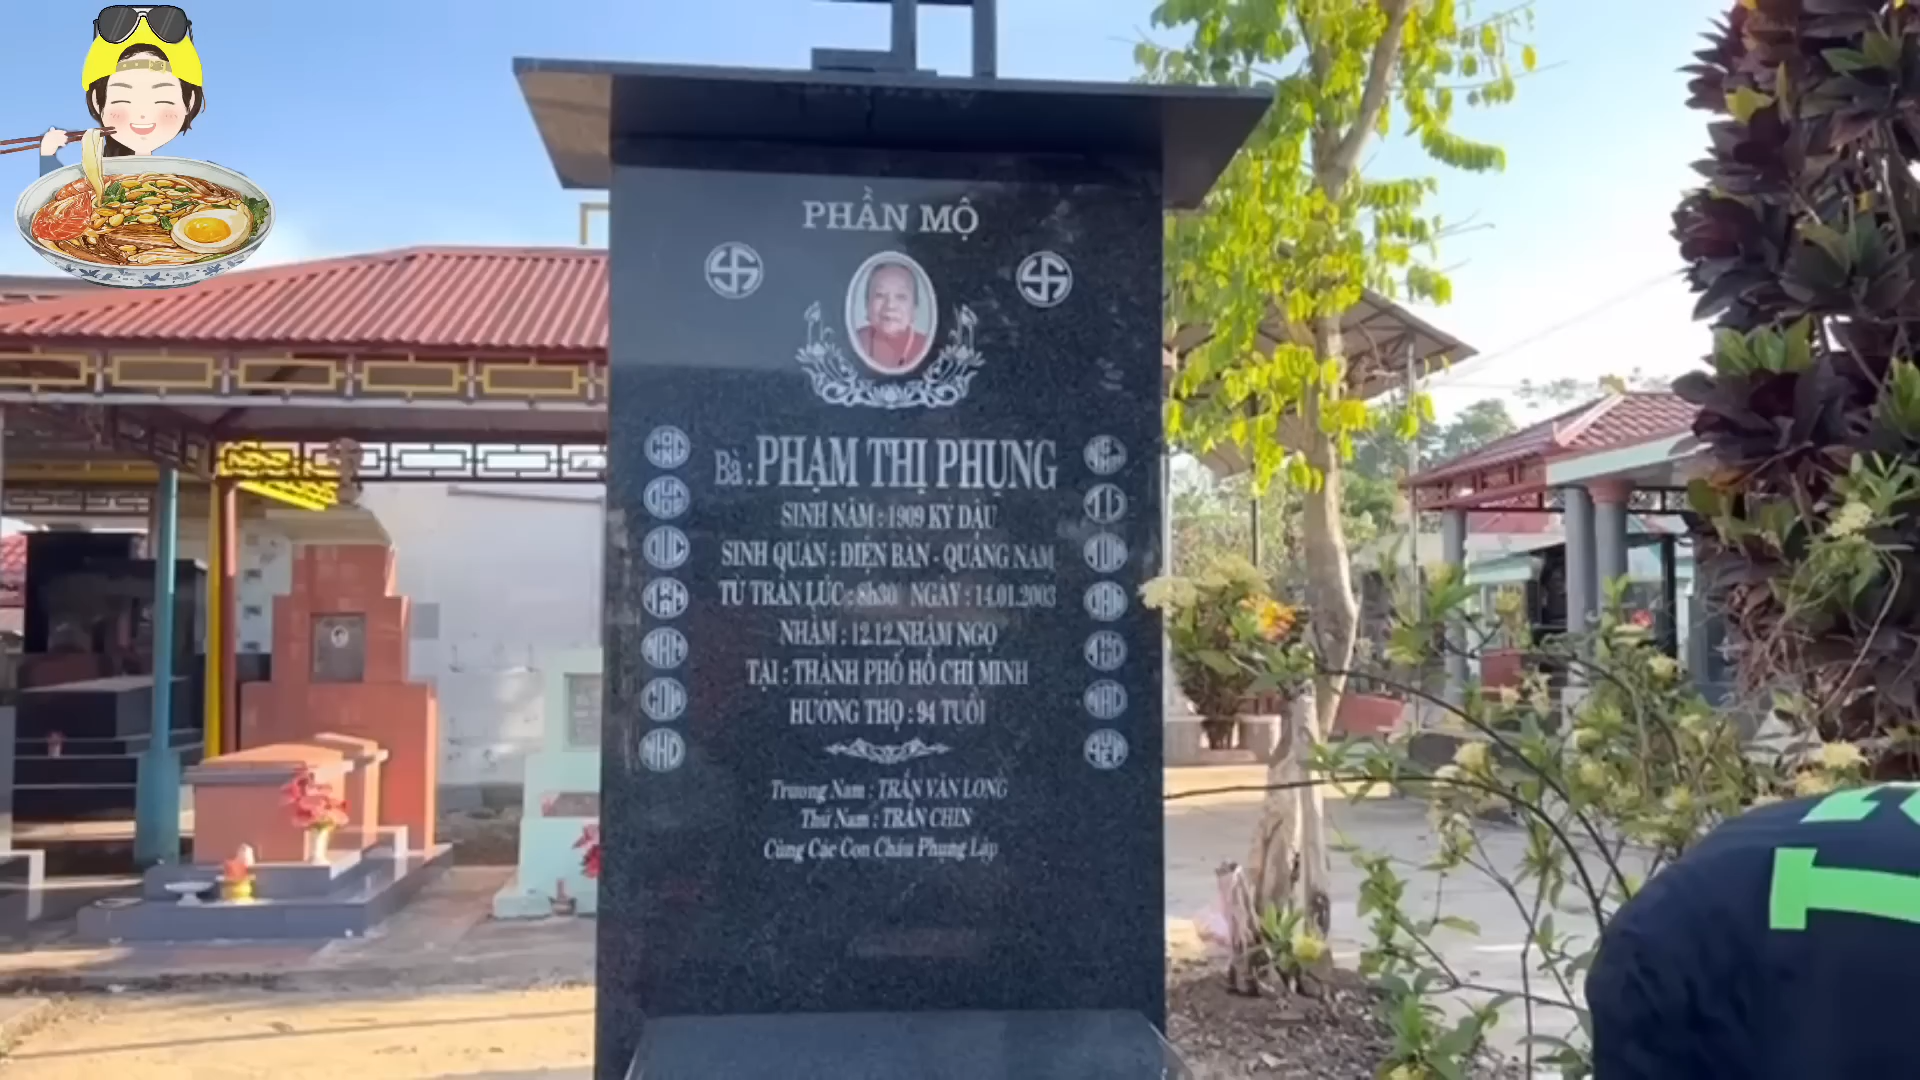 PHẦN MỘ
Bà : PHẠM THỊ PHỤNG
SINH NĂM : 1909 KỶ DẬU
SINH QUÁN : ĐIỆN BÀN - QUẢNG NAM
TỪ TRẦN LÚC : 8h30' NGÀY : 14.01.2003
NHẰM : 12.12.NHÂM NGỌ
TẠI : THÀNH PHỐ HỒ CHÍ MINH
HƯỞNG THỌ : 94 TUỔI
Trưởng Nam : TRẦN VĂN LONG
Thứ Nam : TRẦN CHÍN
Cùng Các Con Cháu Phụng Lập